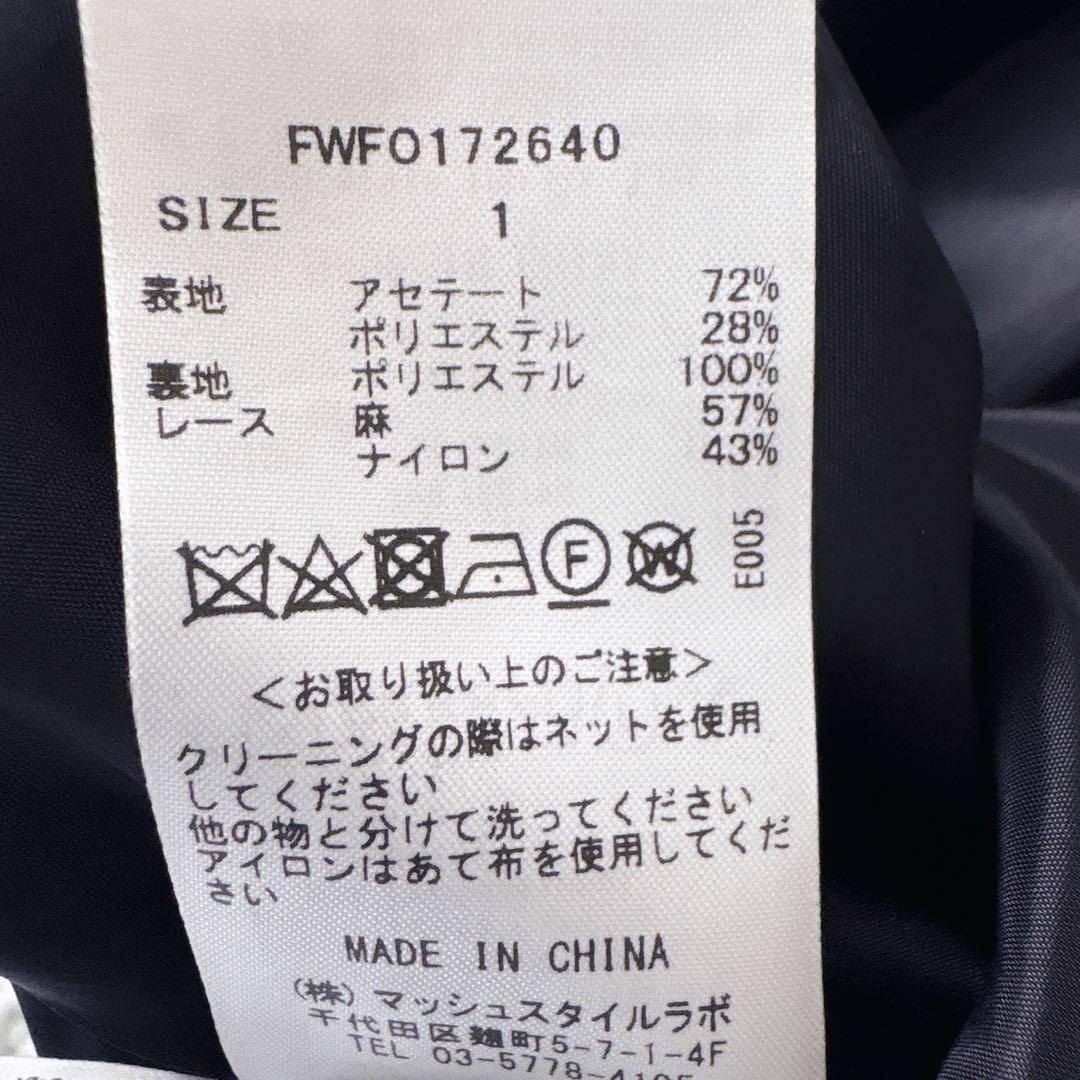 FWFO172640
SIZE 1
表地 アセテート 72%
ポリエステル 28%
裏地 ポリエステル 100%
レース 麻 57%
ナイロン 43%
F W E005
<お取り扱い上のご注意>
クリーニングの際はネットを使用
してください
他の物と分けて洗ってください
アイロンはあて布を使用してくだ
さい
MADE IN CHINA
(株)マッシュスタイルラボ
千代田区麹町5-7-1-4F
TEL 03-5778-